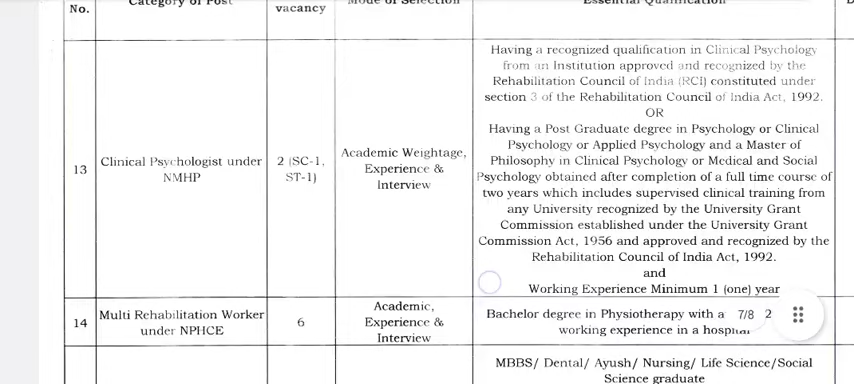 No.
Category of Post
vacancy
Mode of Selection
Essential Qualification
13
Clinical Psychologist under
NMHP
2 (SC-1,
ST-1)
Academic Weightage,
Experience &
Interview
Having a recognized qualification in Clinical Psychology
from an Institution approved and recognized by the
Rehabilitation Council of India (RCI) constituted under
section 3 of the Rehabilitation Council of India Act, 1992.
OR
Having a Post Graduate degree in Psychology or Clinical
Psychology or Applied Psychology and a Master of
Philosophy in Clinical Psychology or Medical and Social
Psychology obtained after completion of a full time course of
two years which includes supervised clinical training from
any University recognized by the University Grant
Commission established under the University Grant
Commission Act, 1956 and approved and recognized by the
Rehabilitation Council of India Act, 1992.
and
Working Experience Minimum 1 (one) year
14
Multi Rehabilitation Worker
under NPHCE
6
Academic,
Experience &
Interview
Bachelor degree in Physiotherapy with a 2
working experience in a hospital
7/8
MBBS/ Dental/ Ayush/ Nursing/ Life Science/Social
Science graduate